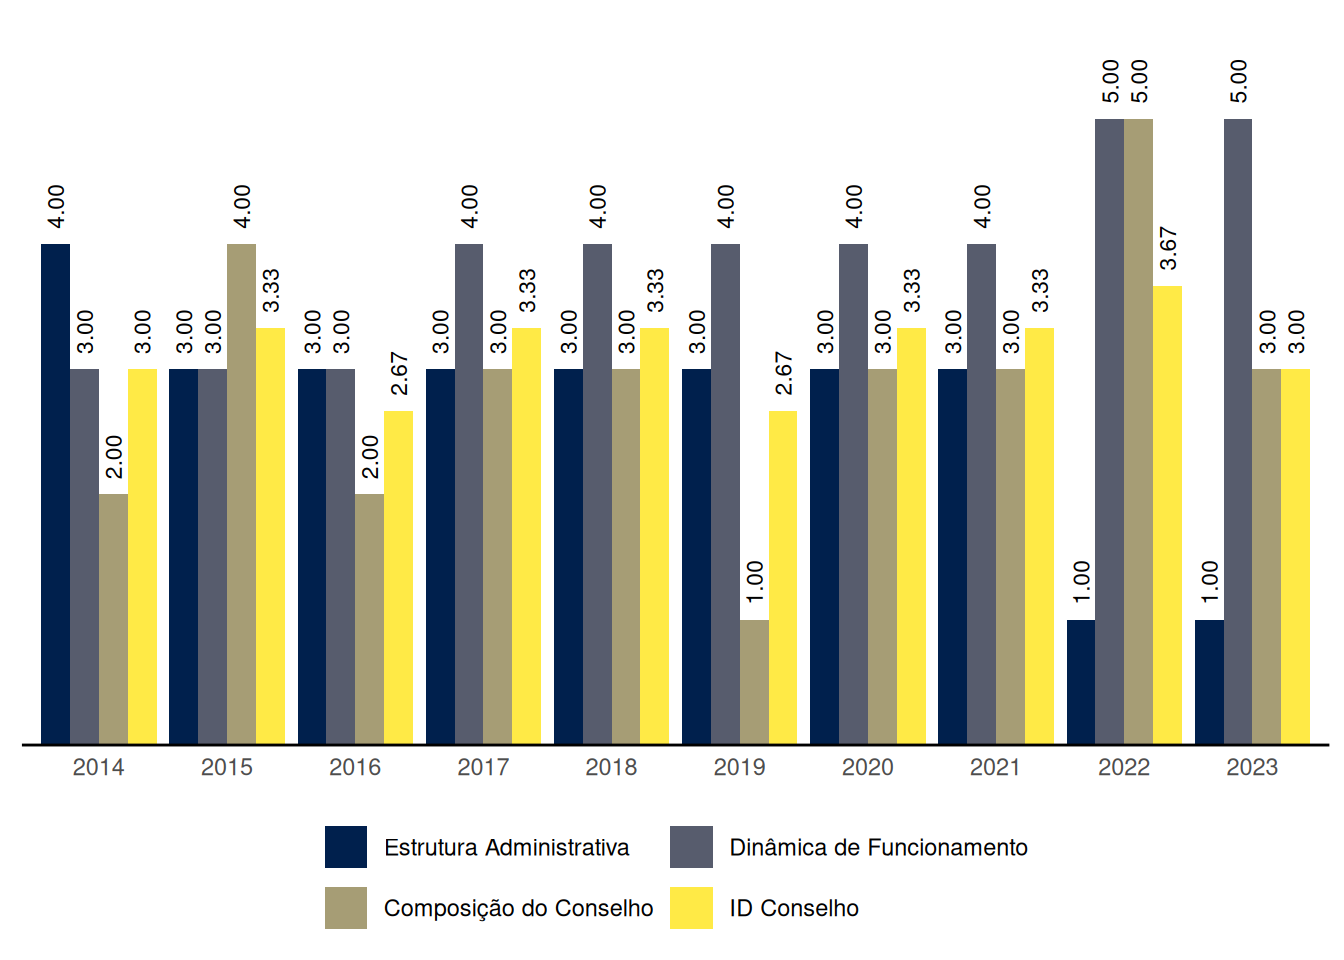 4.00 3.00 2.00 3.00
3.00 3.00 4.00 3.33
3.00 3.00 2.00 2.67
3.00 4.00 3.00 3.33
3.00 4.00 3.00 3.33
3.00 4.00 1.00 2.67
3.00 4.00 3.00 3.33
3.00 4.00 3.00 3.33
1.00 5.00 5.00 3.67
1.00 5.00 3.00 3.00
2014 2015 2016 2017 2018 2019 2020 2021 2022 2023
Estrutura Administrativa Dinâmica de Funcionamento
Composição do Conselho ID Conselho